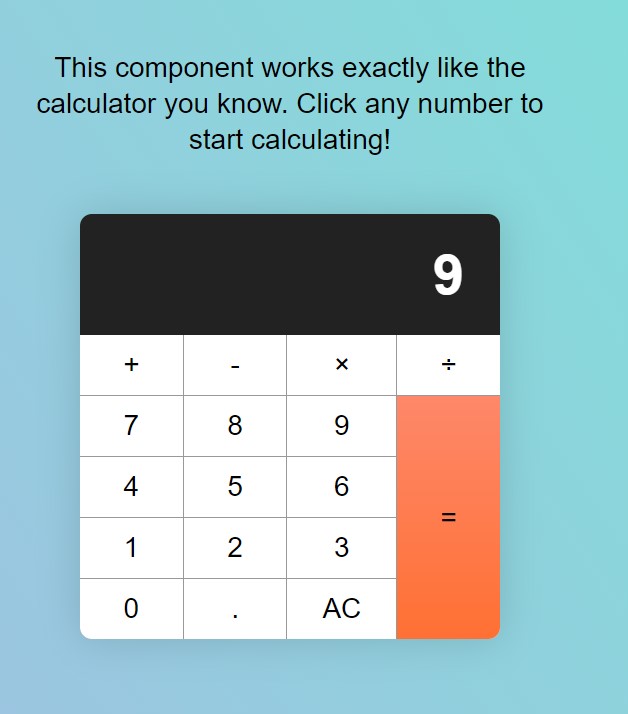 This component works exactly like the
calculator you know. Click any number to
start calculating!
9
+ - × ÷
7 8 9
4 5 6
=
1 2 3
0 . AC